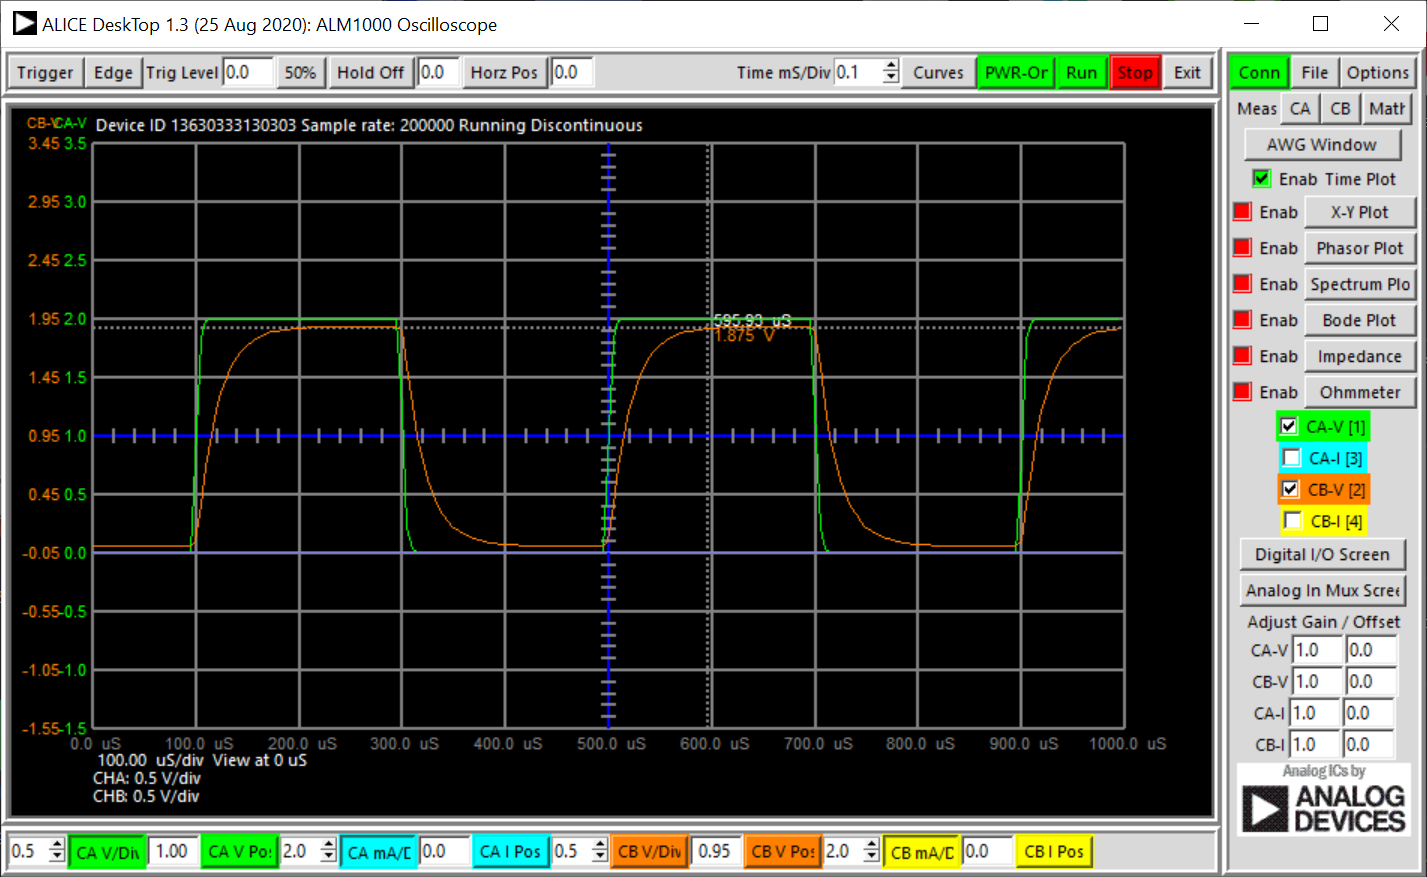 ALICE DeskTop 1.3 (25 Aug 2020): ALM1000 Oscilloscope
Trigger Edge Trig Level 0.0 50% Hold Off 0.0 Horz Pos 0.0 Time mS/Div 0.1 Curves PWR-Or Run Stop Exit
CB-V CA-V Device ID 13630333130303 Sample rate: 200000 Running Discontinuous
3.45 3.5
2.95 3.0
2.45 2.5
1.95 2.0
595.93 uS
1.875 V
1.45 1.5
0.95 1.0
0.45 0.5
-0.05 0.0
-0.55 -0.5
-1.05 -1.0
-1.55 -1.5
0.0 uS 100.0 uS 200.0 uS 300.0 uS 400.0 uS 500.0 uS 600.0 uS 700.0 uS 800.0 uS 900.0 uS 1000.0 uS
100.00 uS/div View at 0 uS
CHA: 0.5 V/div
CHB: 0.5 V/div
0.5 CA V/Div 1.00 CA V Pos 2.0 CA mA/D 0.0 CA I Pos 0.5 CB V/Div 0.95 CB V Pos 2.0 CB mA/D 0.0 CB I Pos
Conn File Options
Meas CA CB Math
AWG Window
Enab Time Plot
Enab X-Y Plot
Enab Phasor Plot
Enab Spectrum Plo
Enab Bode Plot
Enab Impedance
Enab Ohmmeter
CA-V [1]
CA-I [3]
CB-V [2]
CB-I [4]
Digital I/O Screen
Analog In Mux Scree
Adjust Gain / Offset
CA-V 1.0 0.0
CB-V 1.0 0.0
CA-I 1.0 0.0
CB-I 1.0 0.0
Analog ICs by
ANALOG
DEVICES